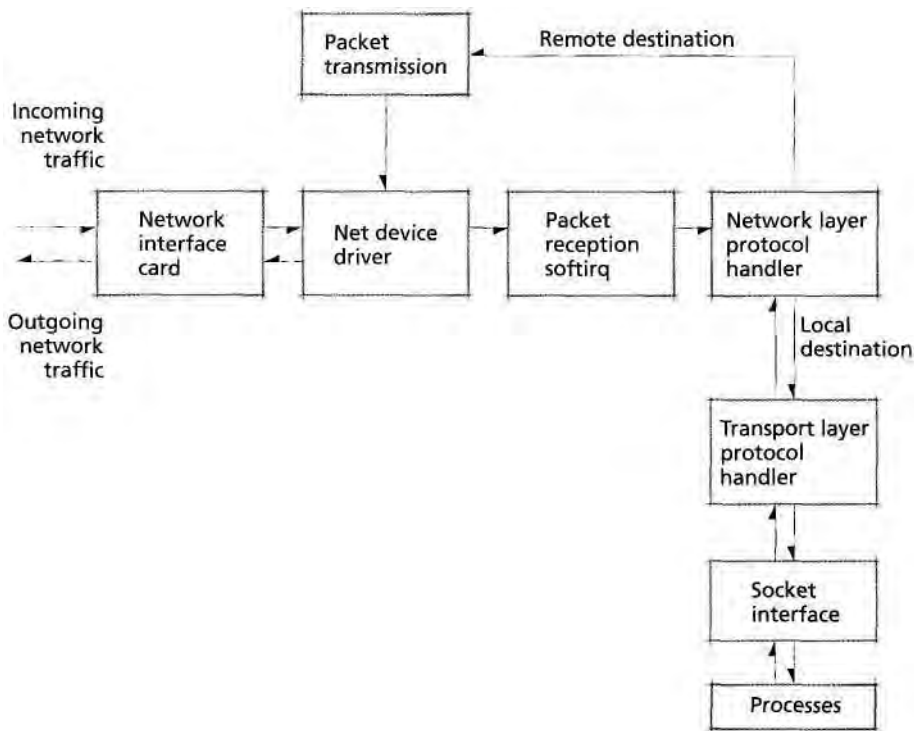 Packet
transmission
Remote destination
Incoming
network
traffic
Network
interface
card
Net device
driver
Packet
reception
softirq
Network layer
protocol
handler
Outgoing
network
traffic
Local
destination
Transport layer
protocol
handler
Socket
interface
Processes